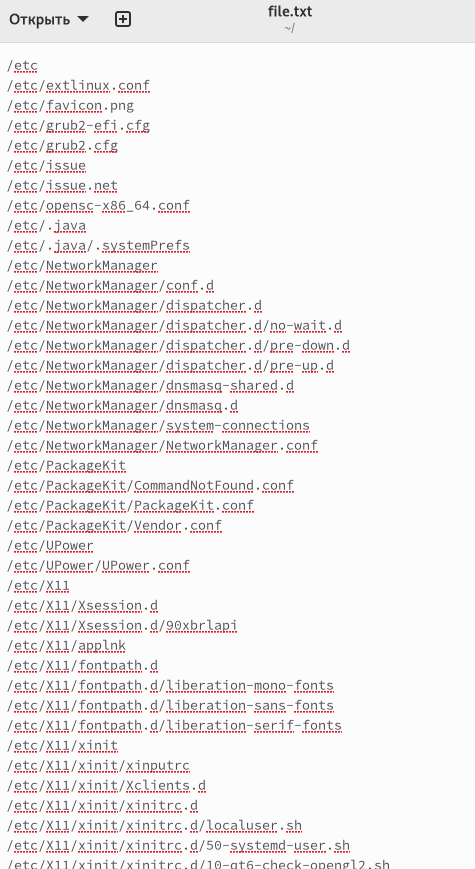 Открыть
file.txt
~/
/etc
/etc/extlinux.conf
/etc/favicon.png
/etc/grub2-efi.cfg
/etc/grub2.cfg
/etc/issue
/etc/issue.net
/etc/opensc-x86_64.conf
/etc/.java
/etc/.java/.systemPrefs
/etc/NetworkManager
/etc/NetworkManager/conf.d
/etc/NetworkManager/dispatcher.d
/etc/NetworkManager/dispatcher.d/no-wait.d
/etc/NetworkManager/dispatcher.d/pre-down.d
/etc/NetworkManager/dispatcher.d/pre-up.d
/etc/NetworkManager/dnsmasq-shared.d
/etc/NetworkManager/dnsmasq.d
/etc/NetworkManager/system-connections
/etc/NetworkManager/NetworkManager.conf
/etc/PackageKit
/etc/PackageKit/CommandNotFound.conf
/etc/PackageKit/PackageKit.conf
/etc/PackageKit/Vendor.conf
/etc/UPower
/etc/UPower/UPower.conf
/etc/X11
/etc/X11/Xsession.d
/etc/X11/Xsession.d/90xbrlapi
/etc/X11/applnk
/etc/X11/fontpath.d
/etc/X11/fontpath.d/liberation-mono-fonts
/etc/X11/fontpath.d/liberation-sans-fonts
/etc/X11/fontpath.d/liberation-serif-fonts
/etc/X11/xinit
/etc/X11/xinit/xinputrc
/etc/X11/xinit/Xclients.d
/etc/X11/xinit/xinitrc.d
/etc/X11/xinit/xinitrc.d/localuser.sh
/etc/X11/xinit/xinitrc.d/50-systemd-user.sh
/etc/X11/xinit/xinitrc.d/10-qt6-check-opengl2.sh